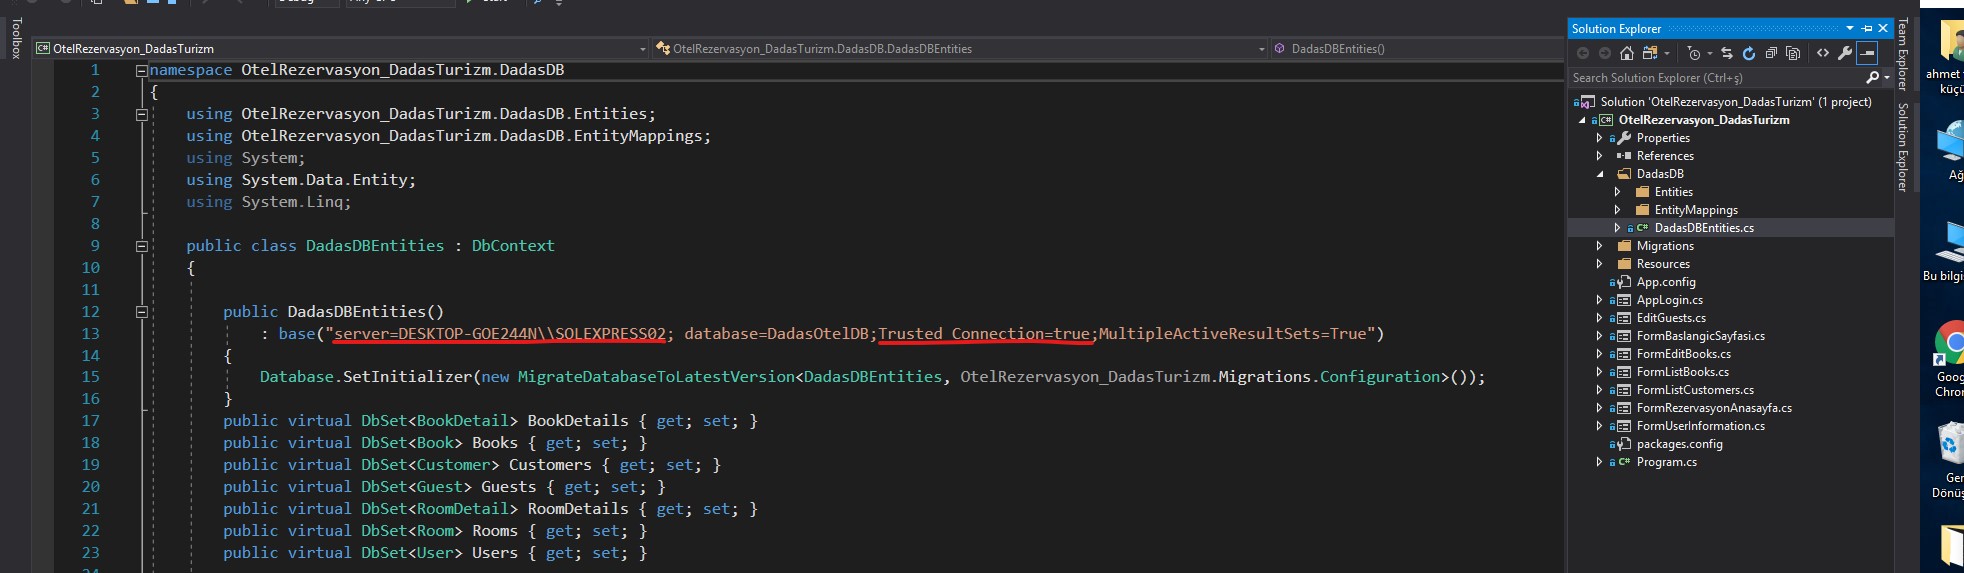 Toolbox
OtelRezervasyon_DadasTurizm
OtelRezervasyon_DadasTurizm.DadasDB.DadasDBEntities
DadasDBEntities()
1 namespace OtelRezervasyon_DadasTurizm.DadasDB
2 {
3 using OtelRezervasyon_DadasTurizm.DadasDB.Entities;
4 using OtelRezervasyon_DadasTurizm.DadasDB.EntityMappings;
5 using System;
6 using System.Data.Entity;
7 using System.Linq;
8
9 public class DadasDBEntities : DbContext
10 {
11
12 public DadasDBEntities()
13 : base("server=DESKTOP-GOE244N\\SQLEXPRESS02; database=DadasOtelDB;Trusted_Connection=true;MultipleActiveResultSets=True")
14 {
15 Database.SetInitializer(new MigrateDatabaseToLatestVersion<DadasDBEntities, OtelRezervasyon_DadasTurizm.Migrations.Configuration>());
16 }
17 public virtual DbSet<BookDetail> BookDetails { get; set; }
18 public virtual DbSet<Book> Books { get; set; }
19 public virtual DbSet<Customer> Customers { get; set; }
20 public virtual DbSet<Guest> Guests { get; set; }
21 public virtual DbSet<RoomDetail> RoomDetails { get; set; }
22 public virtual DbSet<Room> Rooms { get; set; }
23 public virtual DbSet<User> Users { get; set; }
Solution Explorer
Search Solution Explorer (Ctrl+ş)
Solution 'OtelRezervasyon_DadasTurizm' (1 project)
OtelRezervasyon_DadasTurizm
Properties
References
DadasDB
Entities
EntityMappings
DadasDBEntities.cs
Migrations
Resources
App.config
AppLogin.cs
EditGuests.cs
FormBaslangicSayfasi.cs
FormEditBooks.cs
FormListBooks.cs
FormListCustomers.cs
FormRezervasyonAnasayfa.cs
FormUserInformation.cs
packages.config
Program.cs
Team Explorer
Solution Explorer
ahmet
küçü
Ağ
Bu bilgi
Goog
Chro
Ger
Dönüş